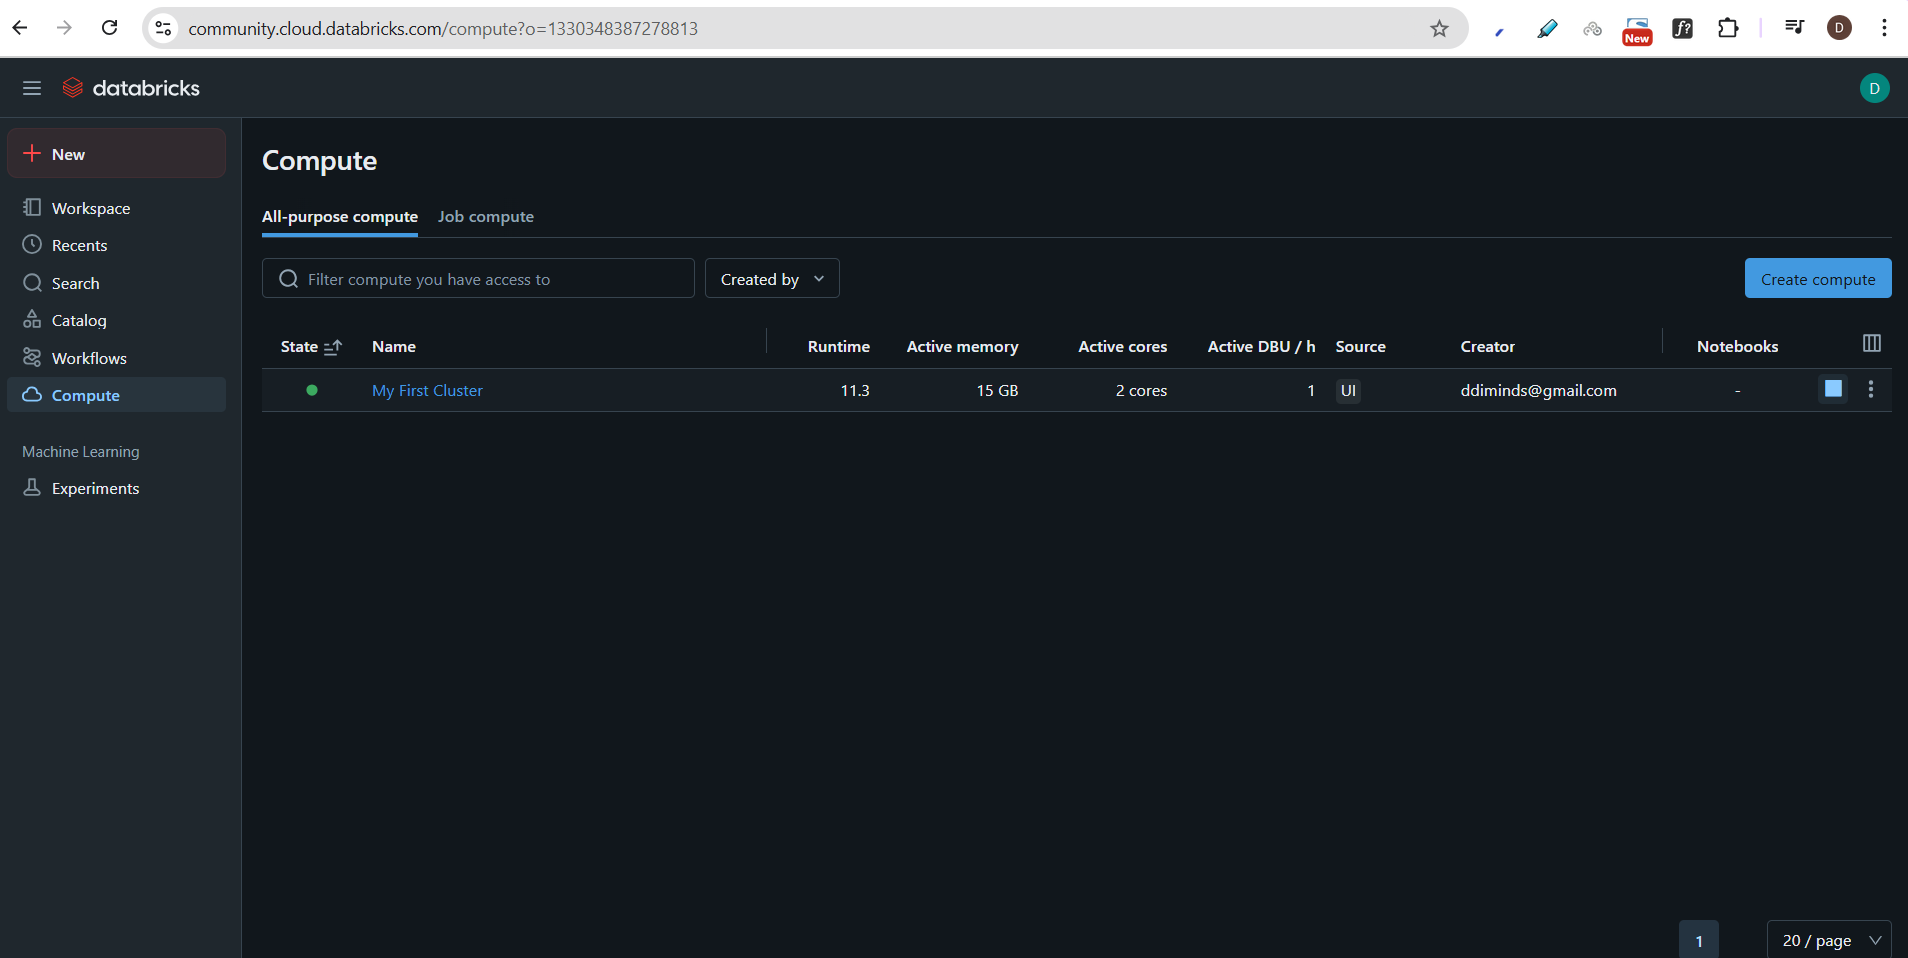 community.cloud.databricks.com/compute?o=1330348387278813
New
f?
D
databricks
D
New
Workspace
Recents
Search
Catalog
Workflows
Compute
Machine Learning
Experiments
Compute
All-purpose compute Job compute
Filter compute you have access to Created by Create compute
State Name Runtime Active memory Active cores Active DBU / h Source Creator Notebooks
My First Cluster 11.3 15 GB 2 cores 1 UI ddiminds@gmail.com -
1 20 / page